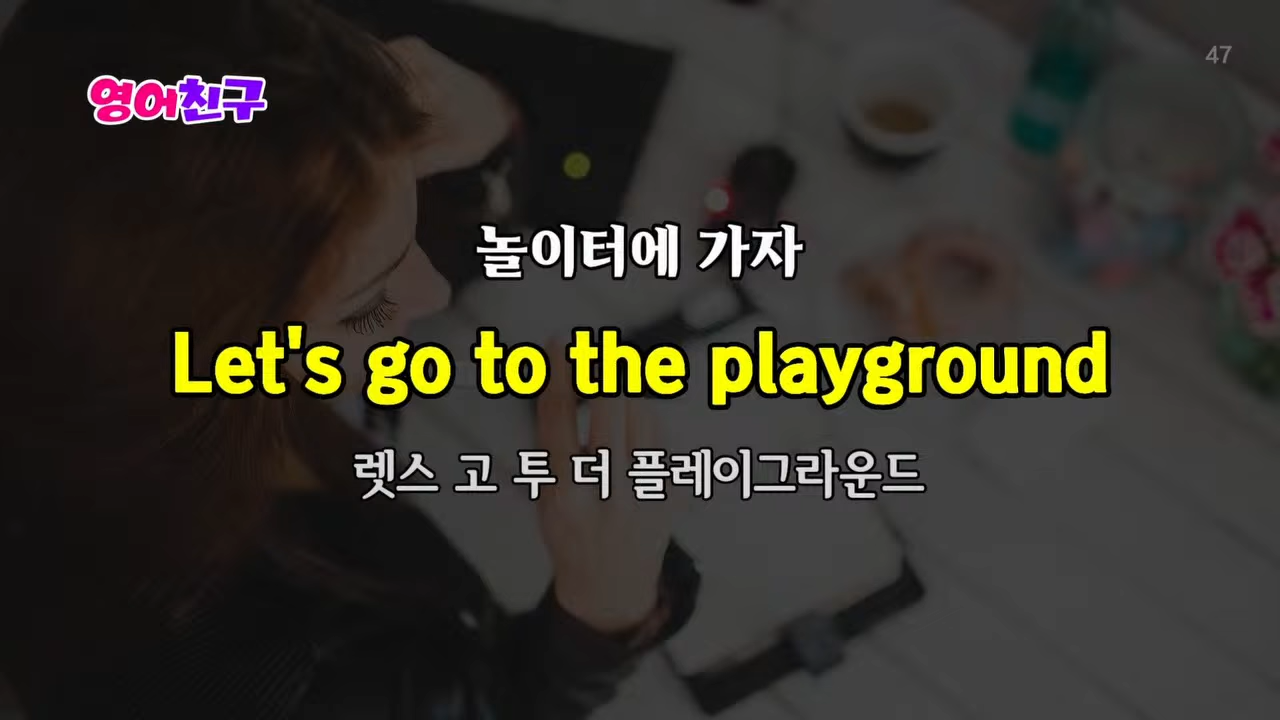 47
영어친구
놀이터에 가자
Let's go to the playground
렛스 고 투 더 플레이그라운드